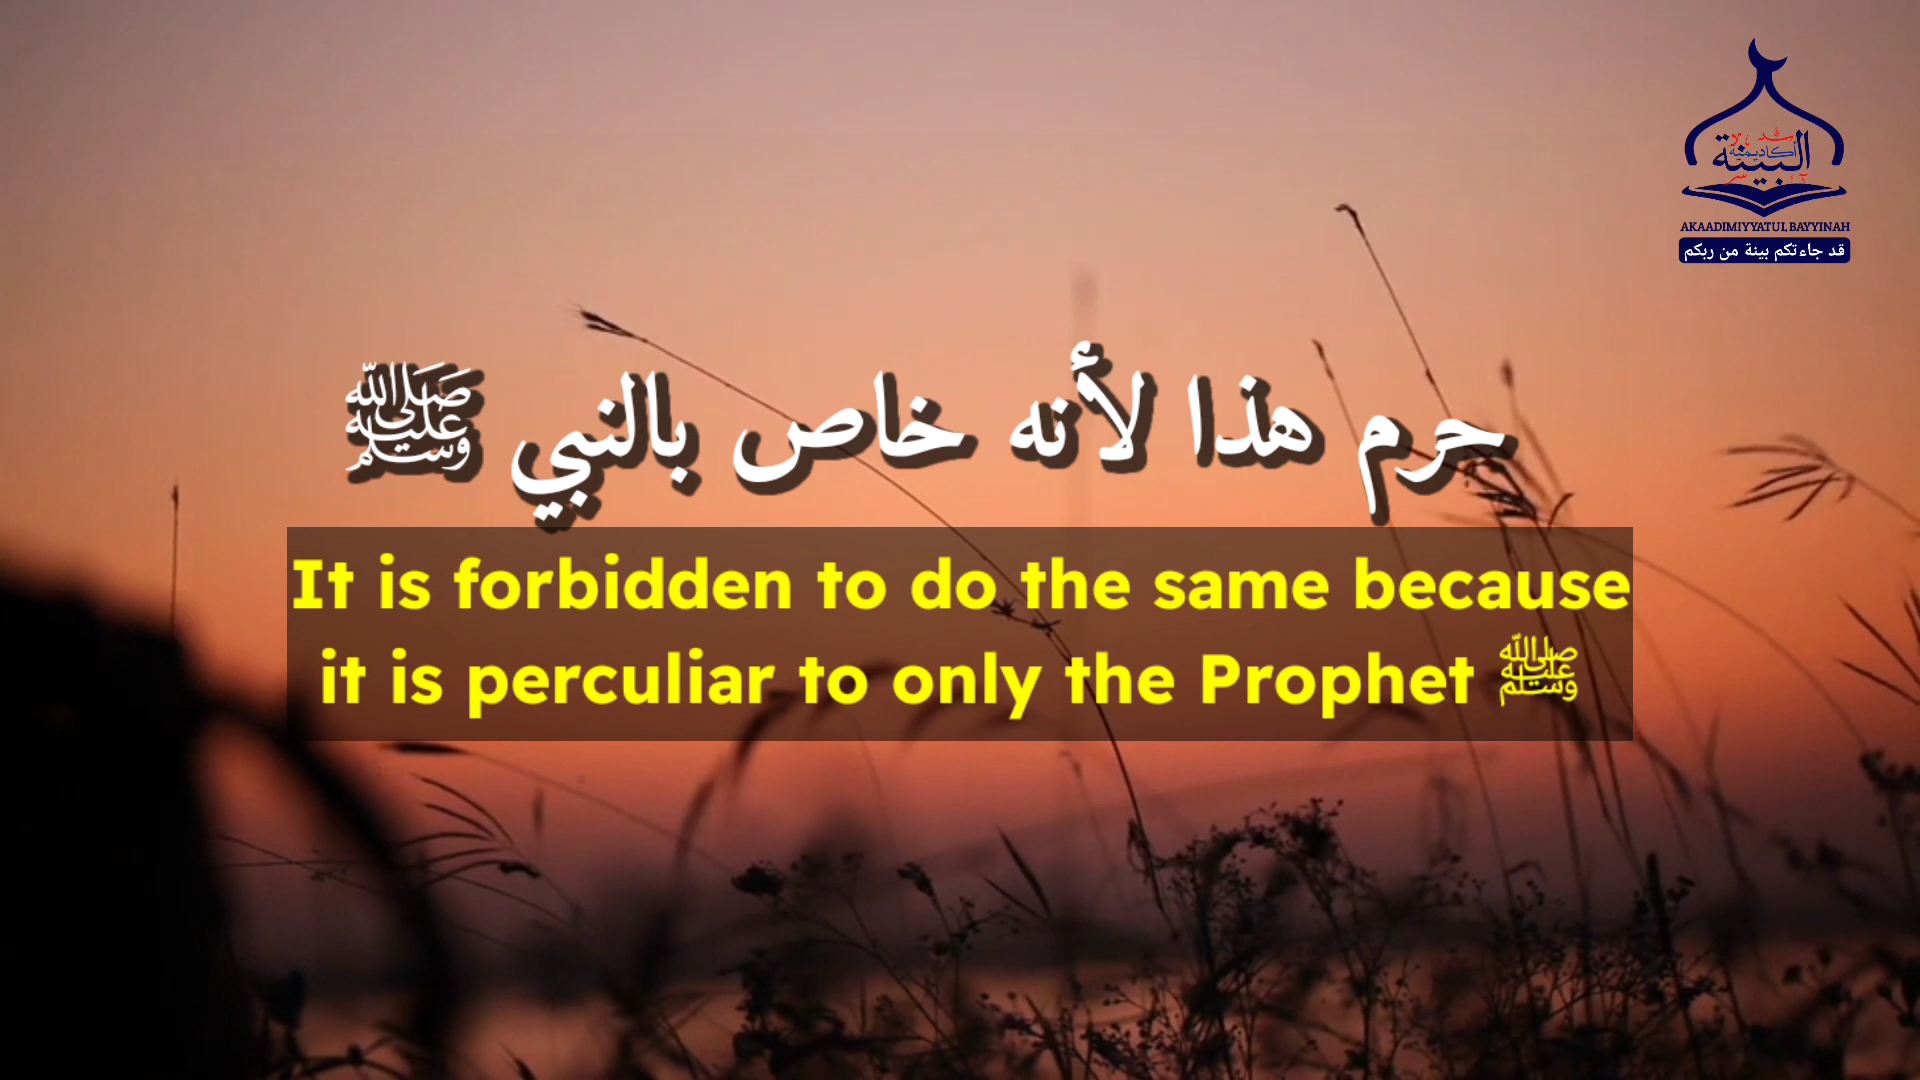 البينة
أكاديمية
AKAADIMIYYATUL BAYYINAH
قد جاءتكم بينة من ربكم
حرم هذا لأنه خاص بالنبي ﷺ
It is forbidden to do the same because
it is perculiar to only the Prophet ﷺ